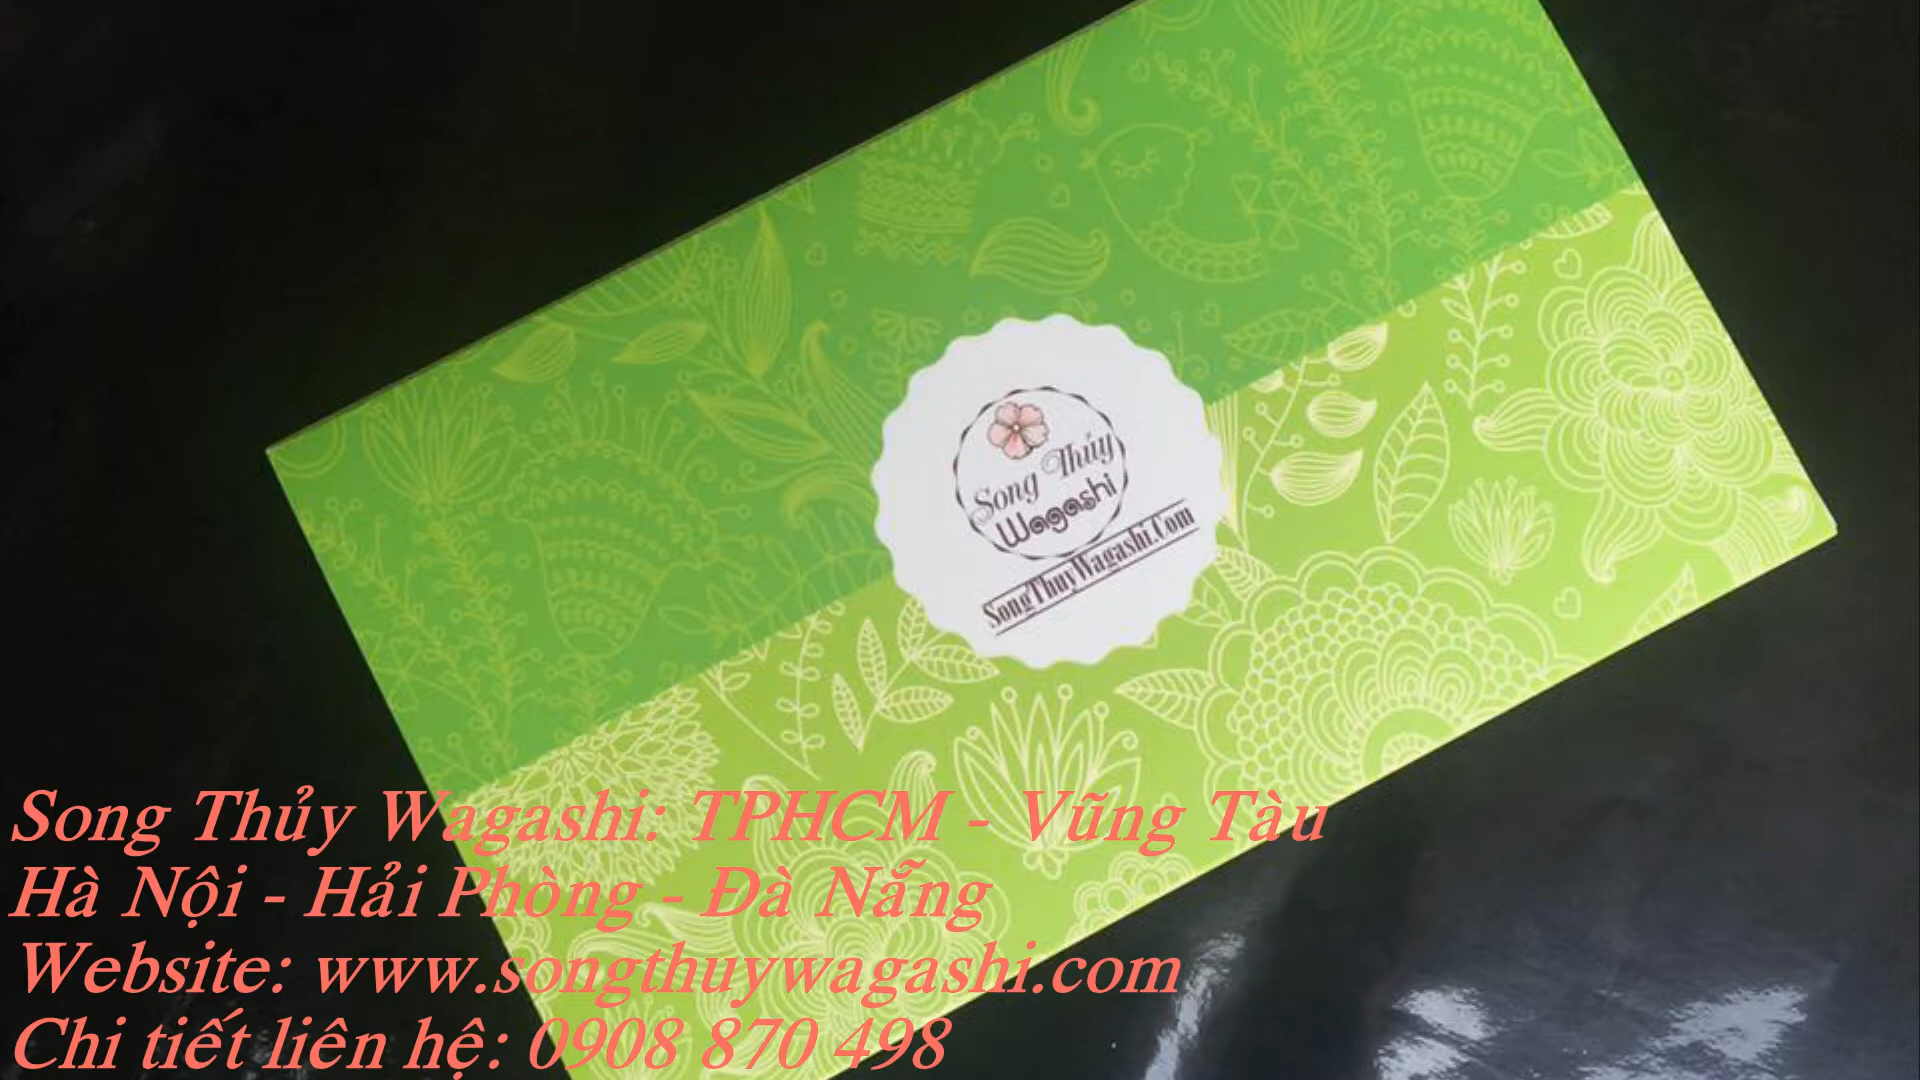 Song Thủy
Wagashi
SongThuyWagashi.Com
Song Thủy Wagashi: TPHCM - Vũng Tàu
Hà Nội - Hải Phòng - Đà Nẵng
Website: www.songthuywagashi.com
Chi tiết liên hệ: 0908 870 498